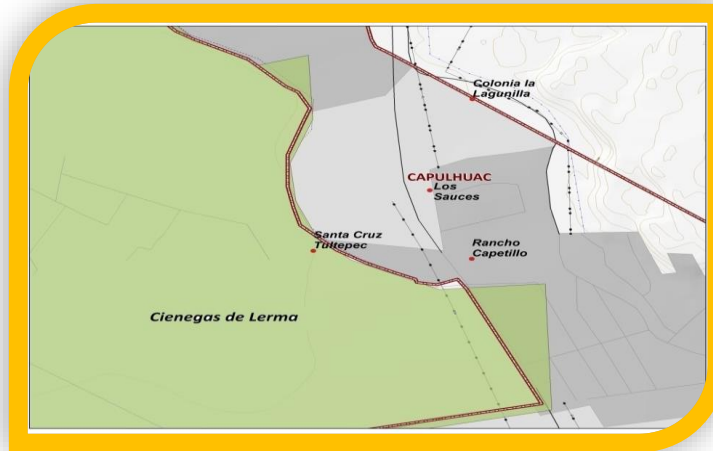 Colonia la
Lagunilla
CAPULHUAC
Los
Sauces
Santa Cruz
Tultepec
Rancho
Capetillo
Cienegas de Lerma